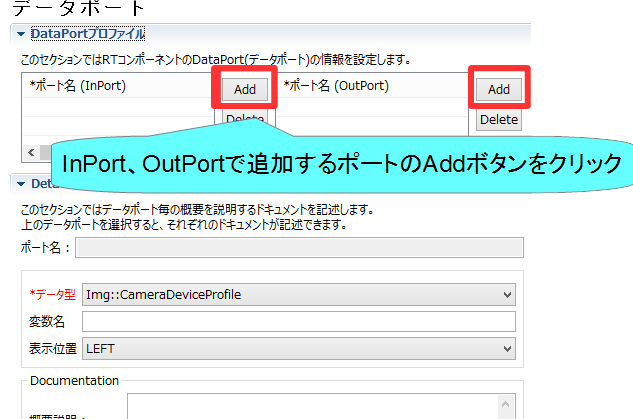 データポート
DataPortプロファイル
このセクションではRTコンポーネントのDataPort(データポート)の情報を設定します。
*ポート名 (InPort) Add *ポート名 (OutPort) Add
Delete Delete
InPort、OutPortで追加するポートのAddボタンをクリック
このセクションではデータポート毎の概要を説明するドキュメントを記述します。
上のデータポートを選択すると、それぞれのドキュメントが記述できます。
ポート名：
*データ型 Img::CameraDeviceProfile
変数名
表示位置 LEFT
Documentation
概要説明：